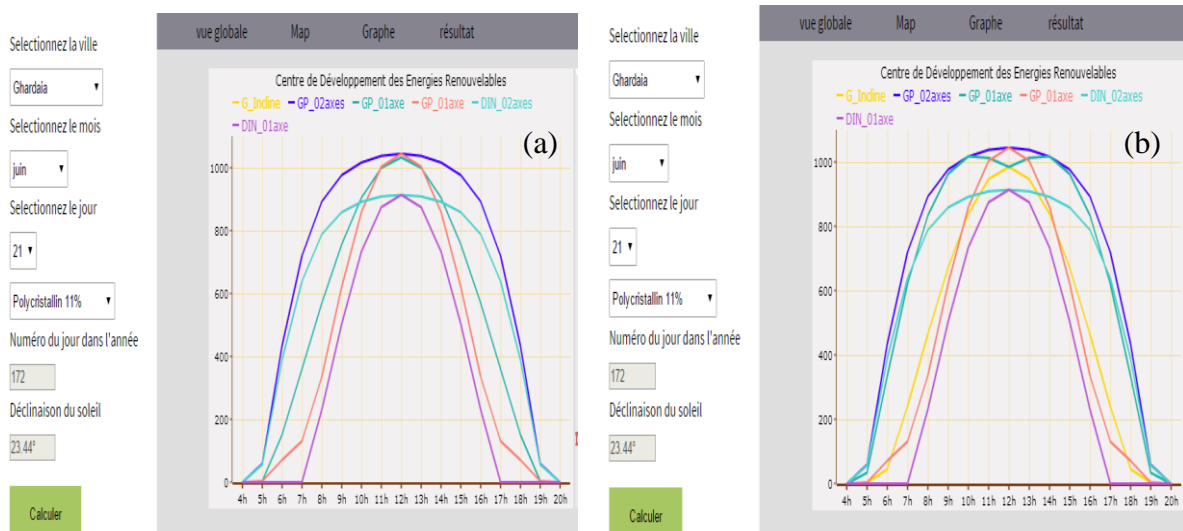 Selectionnez la ville
Ghardaia
Selectionnez le mois
juin
Selectionnez le jour
21
Polycristallin 11%
Numéro du jour dans l'année
172
Déclinaison du soleil
23.44°
Calculer
vue globale Map Graphe résultat
Centre de Développement des Energies Renouvelables
G_Incline GP_02axes GP_01axe GP_01axe DIN_02axes
DIN_01axe
(a)
1000
800
600
400
200
0
4h 5h 6h 7h 8h 9h 10h 11h 12h 13h 14h 15h 16h 17h 18h 19h 20h
Selectionnez la ville
Ghardaia
Selectionnez le mois
juin
Selectionnez le jour
21
Polycristallin 11%
Numéro du jour dans l'année
172
Déclinaison du soleil
23.44°
Calculer
vue globale Map Graphe résultat
Centre de Développement des Energies Renouvelables
G_Incline GP_02axes GP_01axe GP_01axe DIN_02axes
DIN_01axe
(b)
1000
800
600
400
200
0
4h 5h 6h 7h 8h 9h 10h 11h 12h 13h 14h 15h 16h 17h 18h 19h 20h